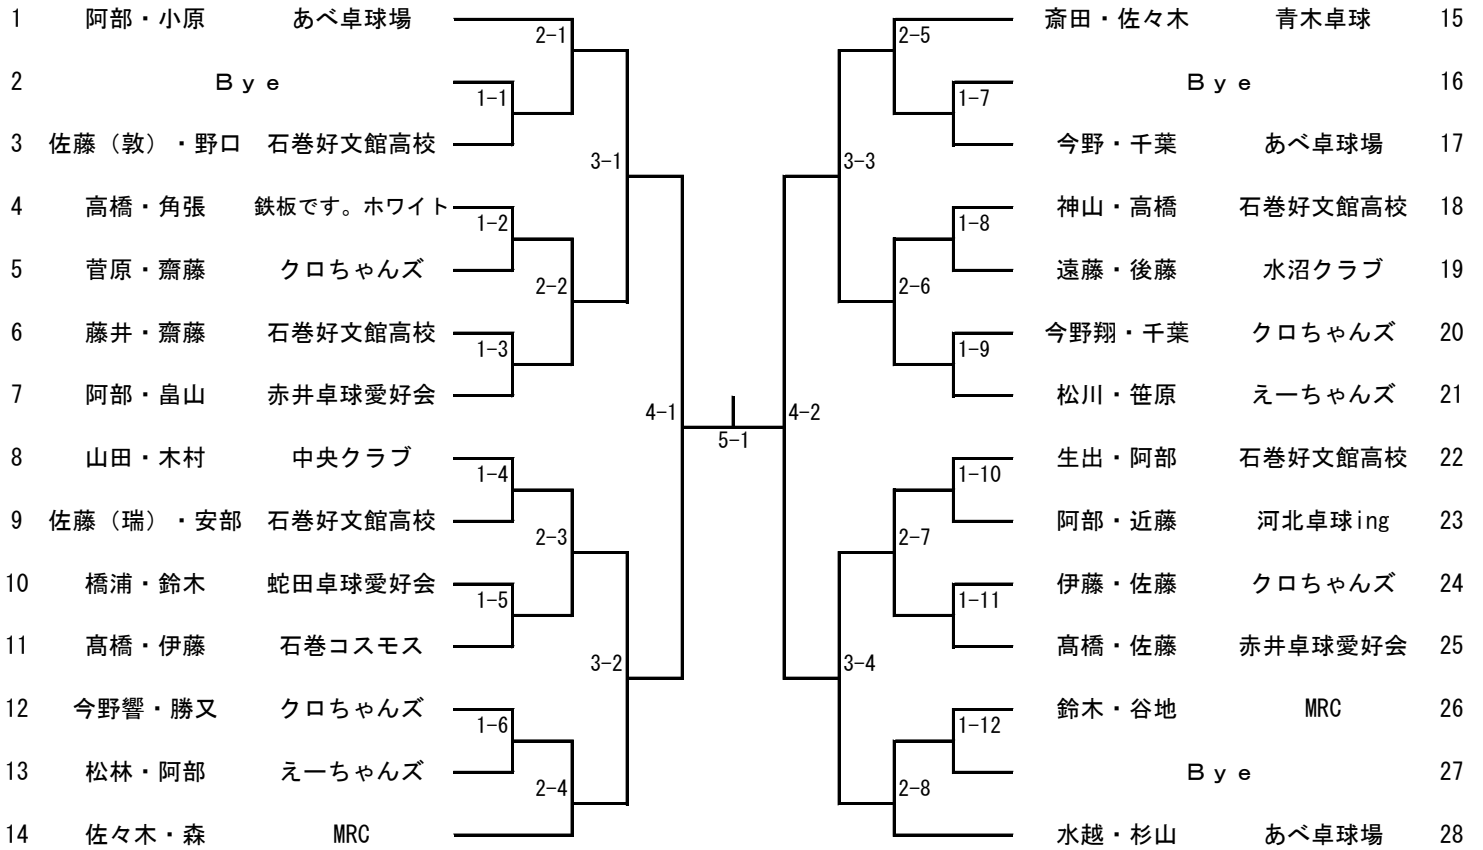 1 阿部・小原 あべ卓球場 2-1 2-5 斎田・佐々木 青木卓球 15
2 Ｂｙｅ 1-1 1-7 Ｂｙｅ 16
3 佐藤（敦）・野口 石巻好文館高校 3-1 3-3 今野・千葉 あべ卓球場 17
4 高橋・角張 鉄板です。ホワイト 1-2 1-8 神山・高橋 石巻好文館高校 18
5 菅原・齋藤 クロちゃんズ 2-2 2-6 遠藤・後藤 水沼クラブ 19
6 藤井・齋藤 石巻好文館高校 1-3 1-9 今野翔・千葉 クロちゃんズ 20
7 阿部・畠山 赤井卓球愛好会 4-1 4-2 松川・笹原 えーちゃんズ 21
5-1
8 山田・木村 中央クラブ 1-4 1-10 生出・阿部 石巻好文館高校 22
9 佐藤（瑞）・安部 石巻好文館高校 2-3 2-7 阿部・近藤 河北卓球ing 23
10 橋浦・鈴木 蛇田卓球愛好会 1-5 1-11 伊藤・佐藤 クロちゃんズ 24
11 髙橋・伊藤 石巻コスモス 3-2 3-4 髙橋・佐藤 赤井卓球愛好会 25
12 今野響・勝又 クロちゃんズ 1-6 1-12 鈴木・谷地 MRC 26
13 松林・阿部 えーちゃんズ 2-4 2-8 Ｂｙｅ 27
14 佐々木・森 MRC 水越・杉山 あべ卓球場 28